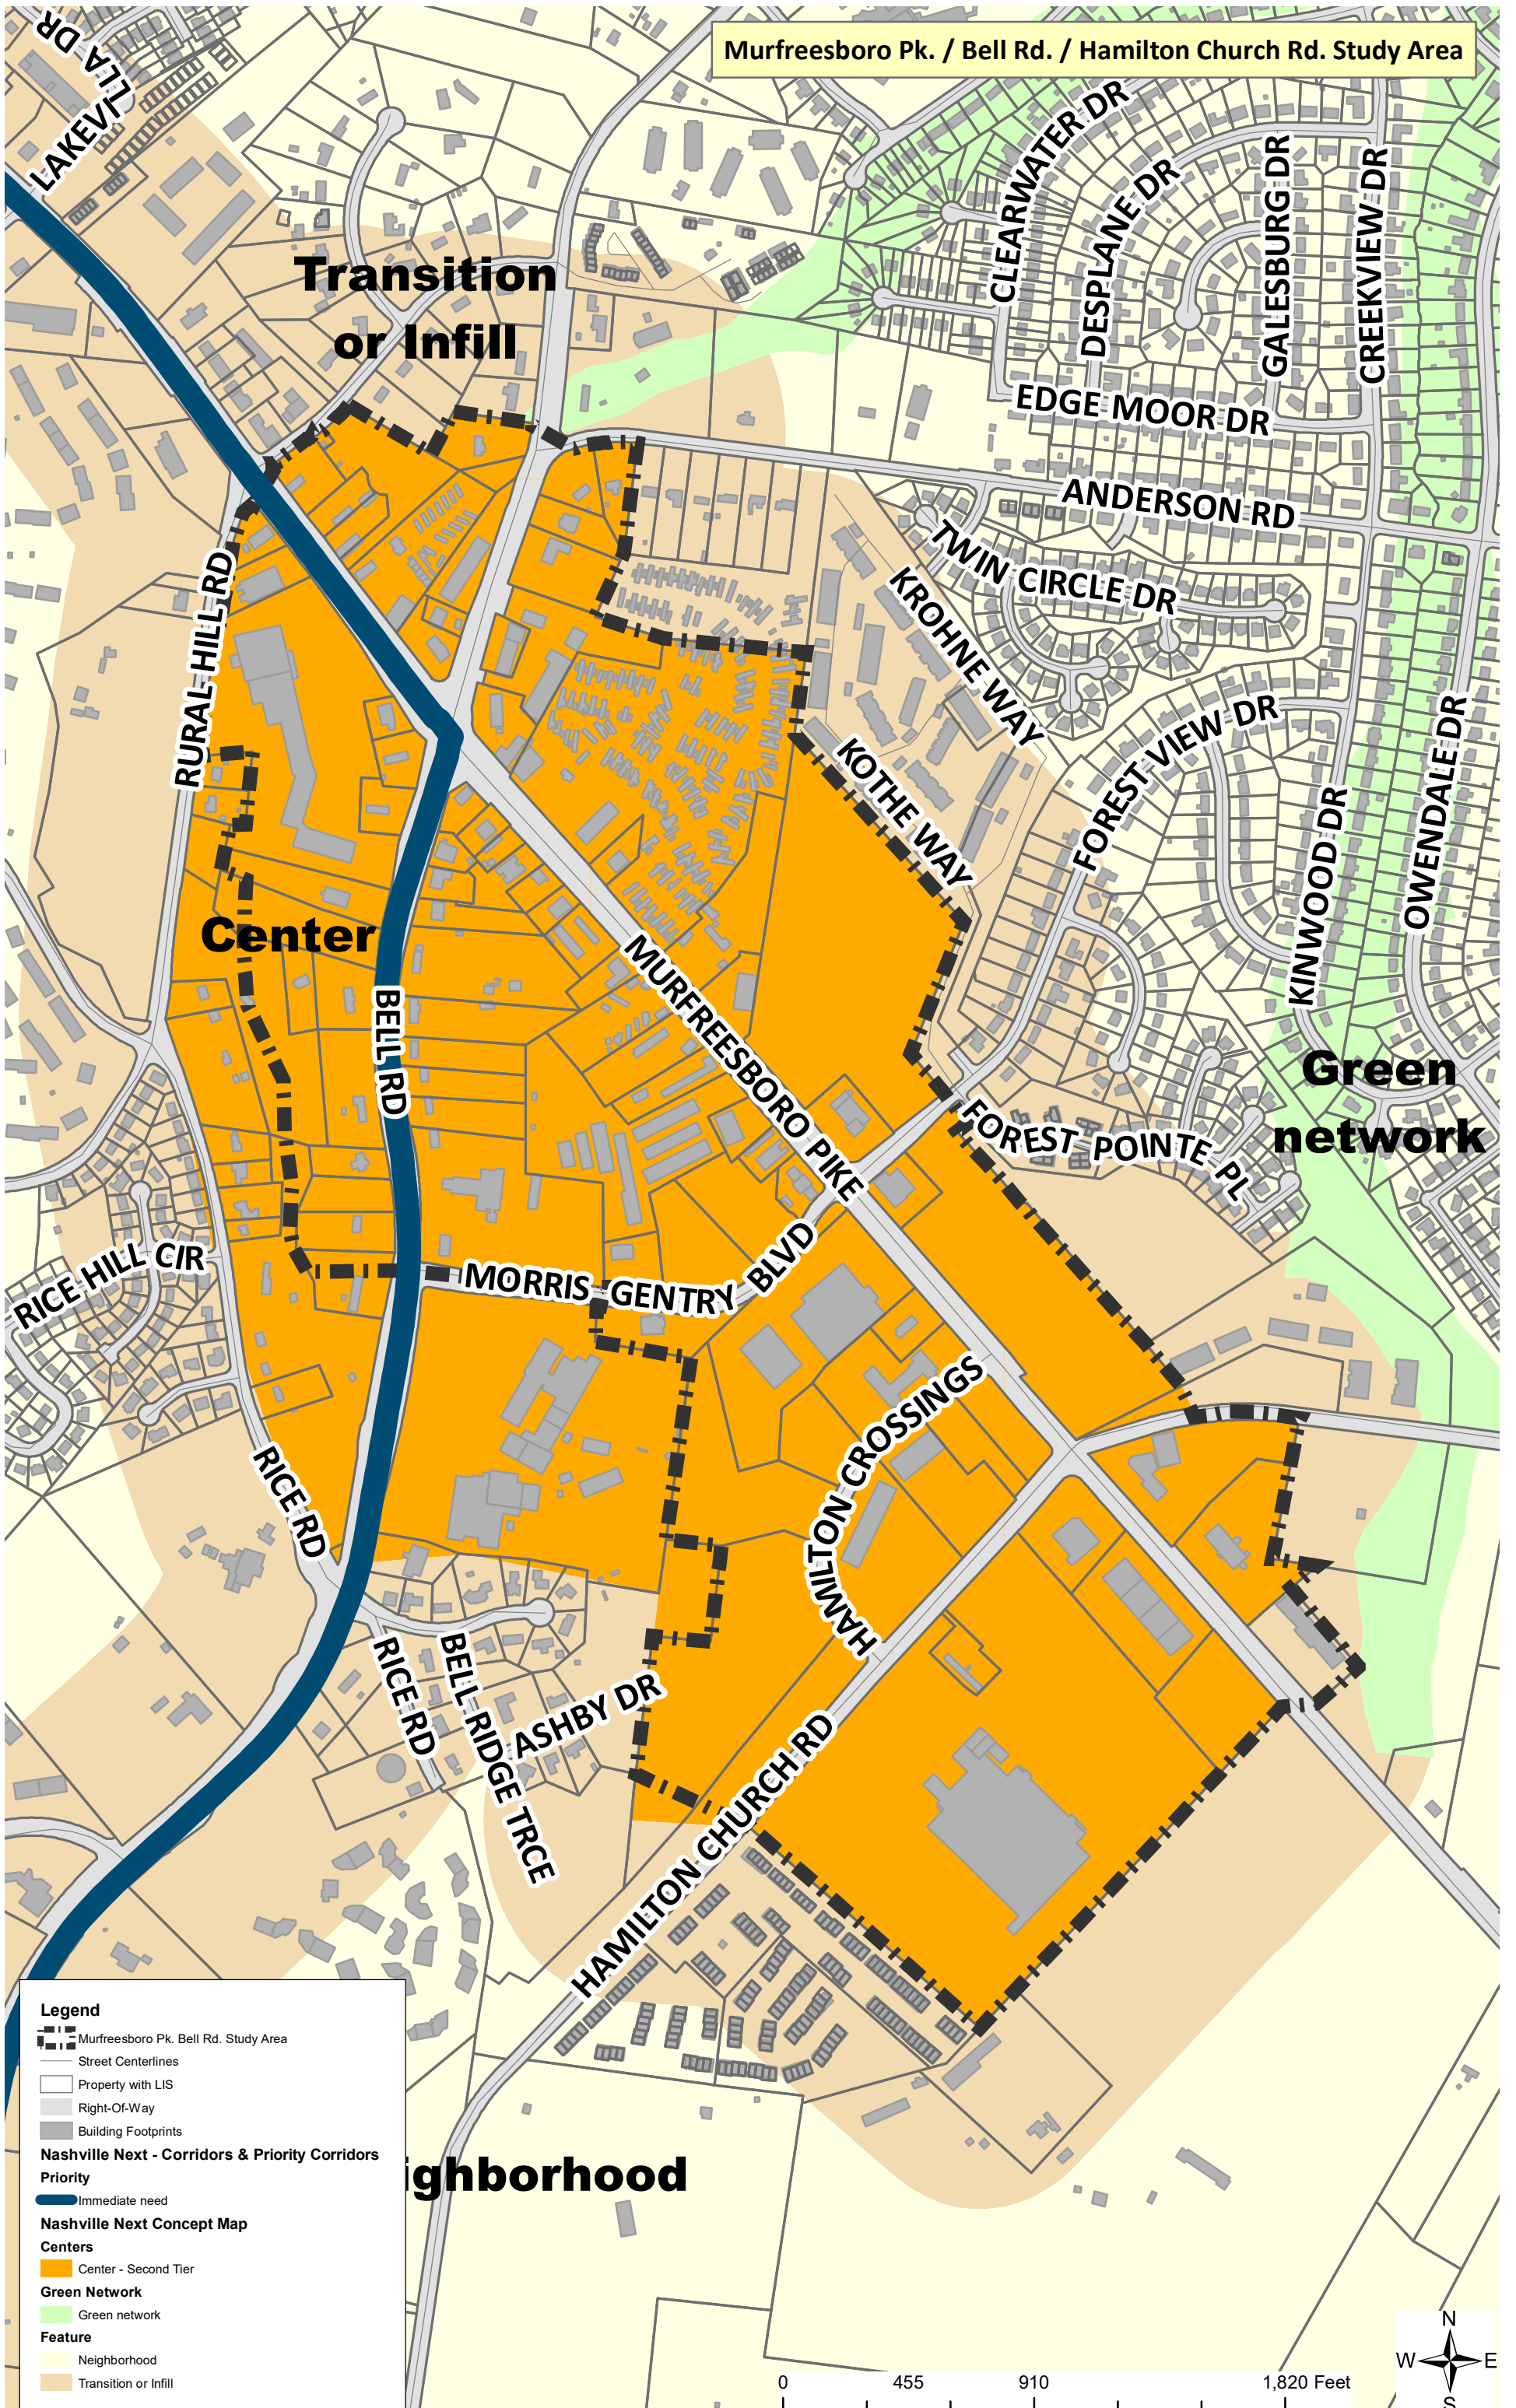 Murfreesboro Pk. / Bell Rd. / Hamilton Church Rd. Study Area
LAKEVILLA DR
Transition
or Infill
CLEARWATER DR
DESPLANE DR
GALESBURG DR
CREEKVIEW DR
EDGE MOOR DR
ANDERSON RD
TWIN CIRCLE DR
KROHNE WAY
RURAL HILL RD
KOTHE WAY
FOREST VIEW DR
KINWOOD DR
OWENDALE DR
Center
BELL RD
MURFREESBORO PIKE
Green
network
FOREST POINTE PL
RICE HILL CIR
MORRIS GENTRY BLVD
HAMILTON CROSSINGS
RICE RD
RICE RD
BELL RIDGE TRCE
ASHBY DR
HAMILTON CHURCH RD
ighborhood
Legend
Murfreesboro Pk. Bell Rd. Study Area
Street Centerlines
Property with LIS
Right-Of-Way
Building Footprints
Nashville Next - Corridors & Priority Corridors
Priority
Immediate need
Nashville Next Concept Map
Centers
Center - Second Tier
Green Network
Green network
Feature
Neighborhood
Transition or Infill
0 455 910 1,820 Feet
N
W E
S